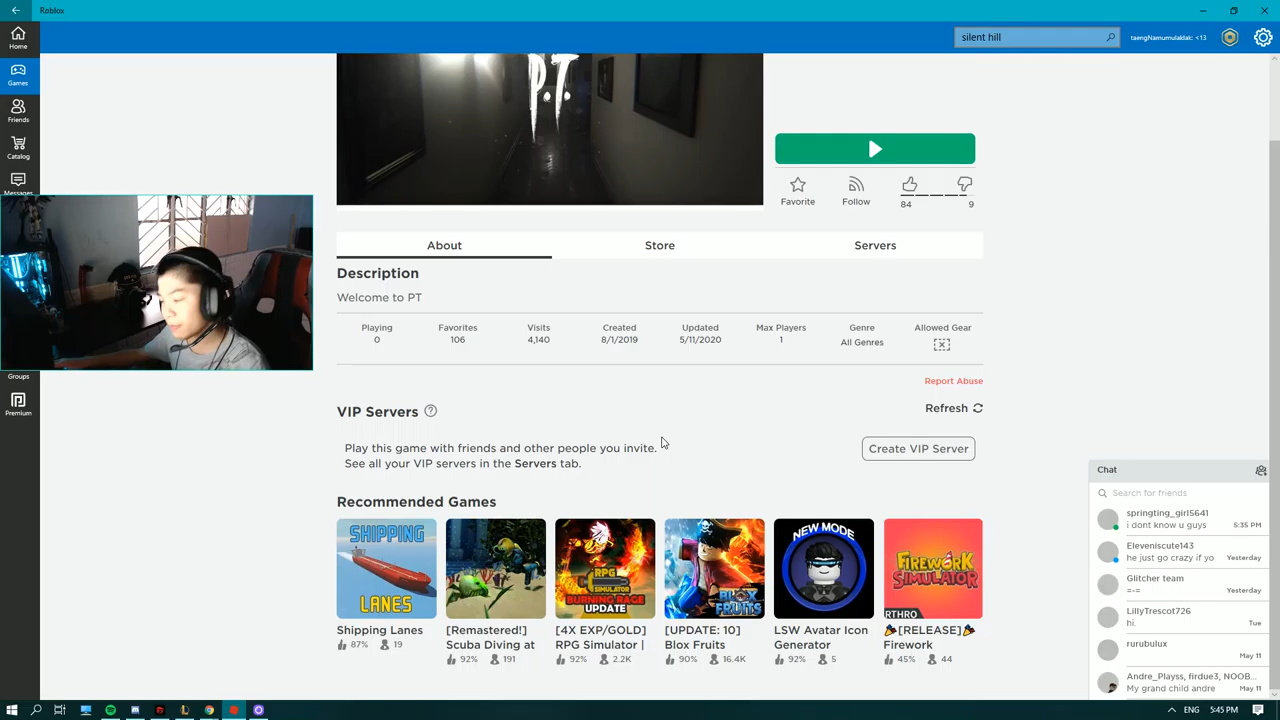 Roblox
silent hill
taengNamumulaklak: <13
Home
Games
Friends
Catalog
Messages
Groups
Premium
P.T.
Favorite
Follow
84
9
About
Store
Servers
Description
Welcome to PT
Playing
Favorites
Visits
Created
Updated
Max Players
Genre
Allowed Gear
0
106
4,140
8/1/2019
5/11/2020
1
All Genres
Report Abuse
VIP Servers
Refresh
Play this game with friends and other people you invite.
See all your VIP servers in the Servers tab.
Create VIP Server
Recommended Games
SHIPPING
LANES
RPG
SIMULATOR
BURNING RAGE
UPDATE
BLOX
FRUITS
NEW MODE
FIREWORK
SIMULATOR
RTHRO
Shipping Lanes
87%
19
[Remastered!]
Scuba Diving at
92%
191
[4X EXP/GOLD]
RPG Simulator |
92%
2.2K
[UPDATE: 10]
Blox Fruits
90%
16.4K
LSW Avatar Icon
Generator
92%
5
🎉[RELEASE]🎉
Firework
45%
44
Chat
Search for friends
springting_girl5641
i dont know u guys
5:35 PM
Eleveniscute143
he just go crazy if yo
Yesterday
Glitcher team
=-=
Yesterday
LillyTrescot726
hi.
Tue
rurubulux
May 11
Andre_Playss, firdue3, NOOB...
My grand child andre
May 11
ENG
5:45 PM